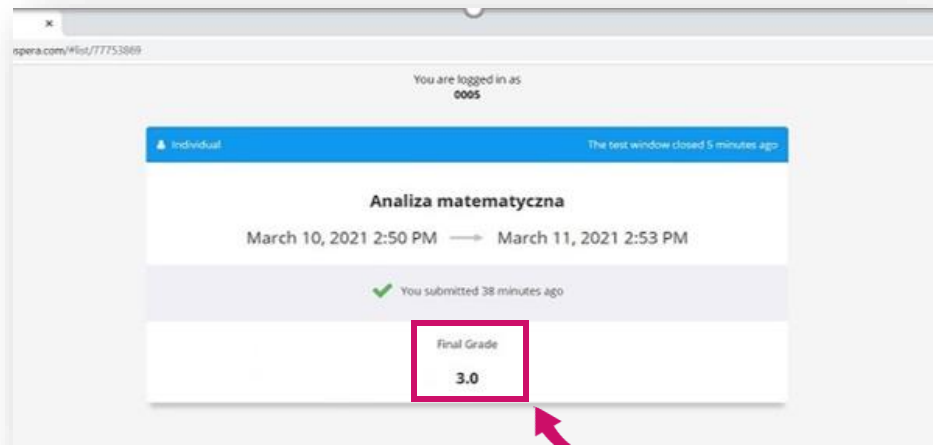 spera.com/#list/77753869
You are logged in as
0005
Individual
The test window closed 5 minutes ago
Analiza matematyczna
March 10, 2021 2:50 PM → March 11, 2021 2:53 PM
You submitted 38 minutes ago
Final Grade
3.0